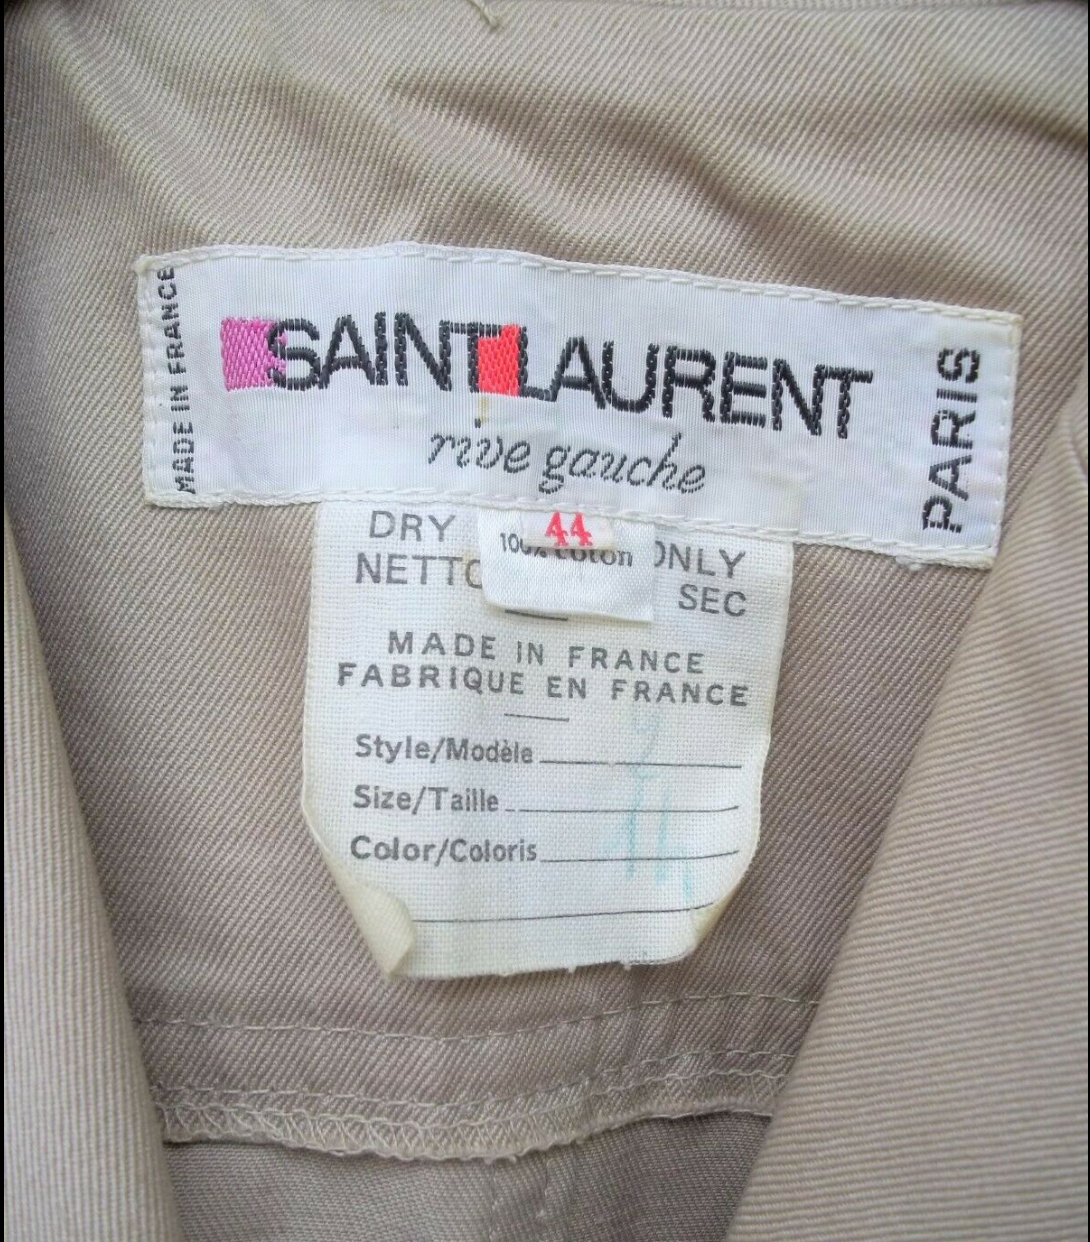 MADE IN FRANCE
SAINT LAURENT
rive gauche
PARIS
44
100% coton
DRY ONLY
SEC
MADE IN FRANCE
FABRIQUE EN FRANCE
Style/Modèle
Size/Taille
Color/Coloris